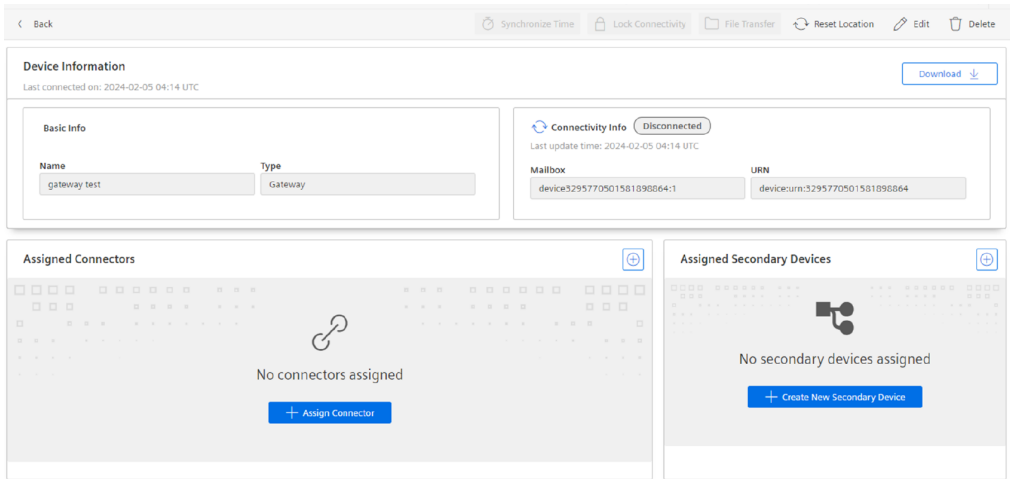 Back Synchronize Time Lock Connectivity File Transfer Reset Location Edit Delete
Device Information
Last connected on: 2024-02-05 04:14 UTC
Download
Basic Info
Name Type
gateway test Gateway
Connectivity Info Disconnected
Last update time: 2024-02-05 04:14 UTC
Mailbox URN
device3295770501581898864:1 device:urn:3295770501581898864
Assigned Connectors
No connectors assigned
Assign Connector
Assigned Secondary Devices
No secondary devices assigned
Create New Secondary Device